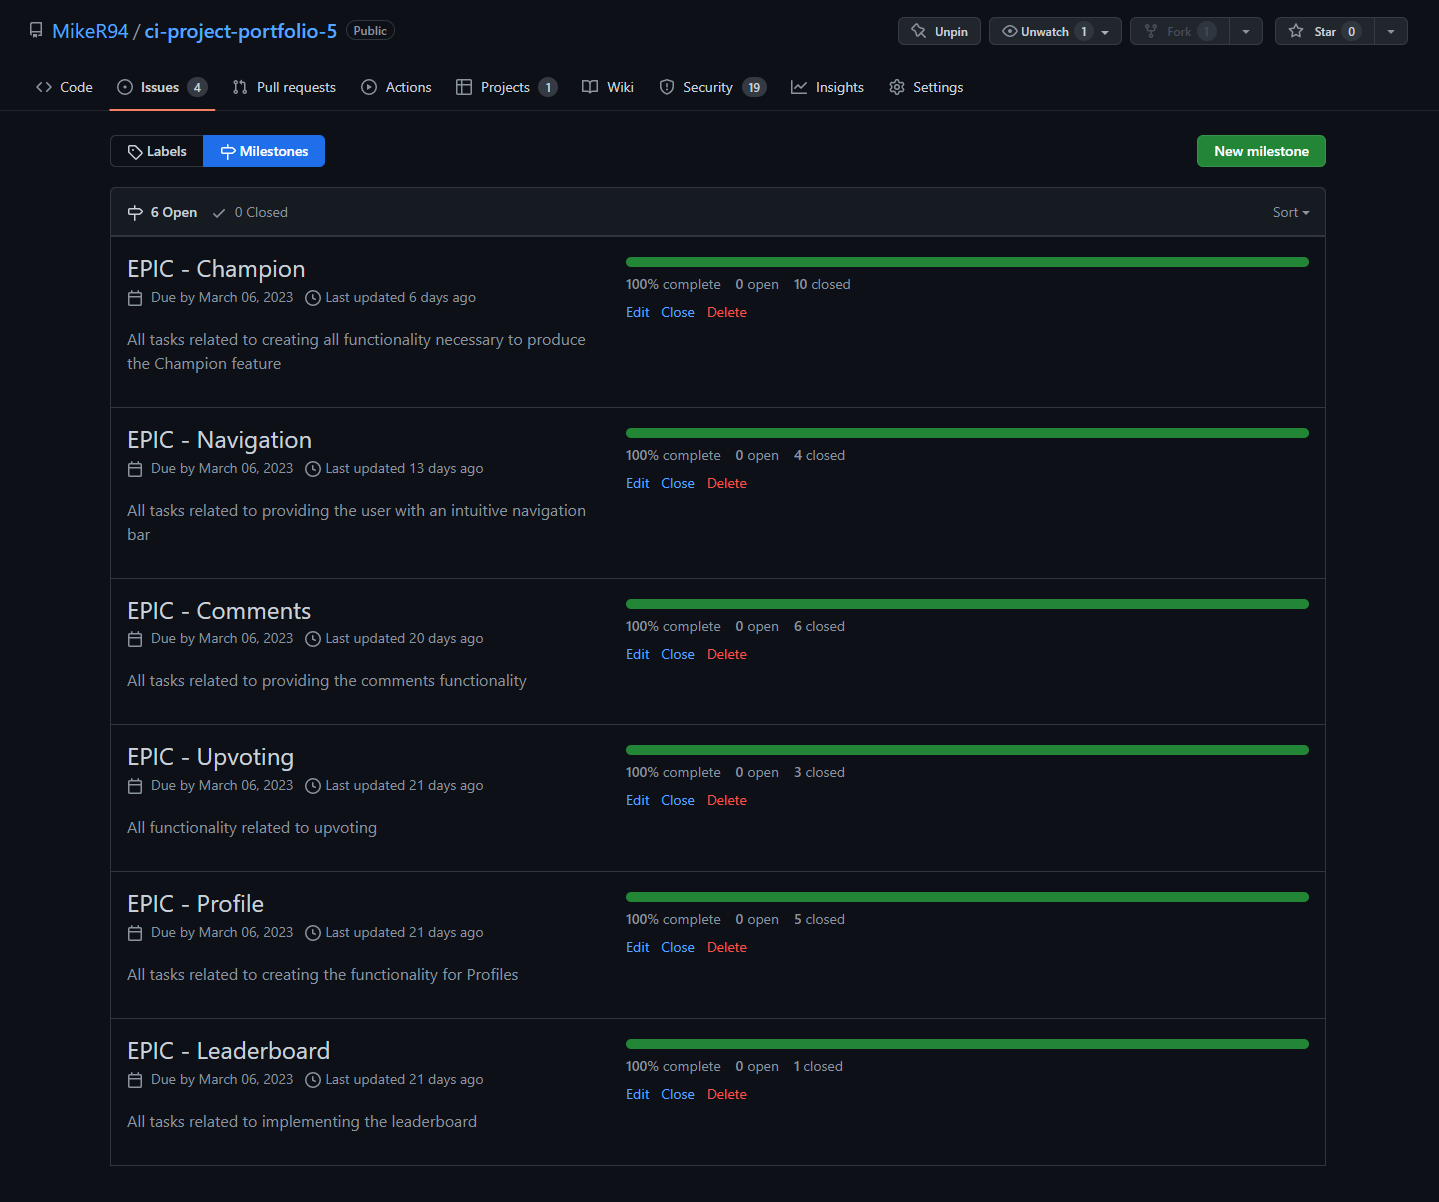 MikeR94 / ci-project-portfolio-5 Public Unpin Unwatch 1 Fork 1 Star 0
Code Issues 4 Pull requests Actions Projects 1 Wiki Security 19 Insights Settings
Labels Milestones New milestone
6 Open 0 Closed Sort
EPIC - Champion
Due by March 06, 2023 Last updated 6 days ago
All tasks related to creating all functionality necessary to produce
the Champion feature
100% complete 0 open 10 closed
Edit Close Delete
EPIC - Navigation
Due by March 06, 2023 Last updated 13 days ago
All tasks related to providing the user with an intuitive navigation
bar
100% complete 0 open 4 closed
Edit Close Delete
EPIC - Comments
Due by March 06, 2023 Last updated 20 days ago
All tasks related to providing the comments functionality
100% complete 0 open 6 closed
Edit Close Delete
EPIC - Upvoting
Due by March 06, 2023 Last updated 21 days ago
All functionality related to upvoting
100% complete 0 open 3 closed
Edit Close Delete
EPIC - Profile
Due by March 06, 2023 Last updated 21 days ago
All tasks related to creating the functionality for Profiles
100% complete 0 open 5 closed
Edit Close Delete
EPIC - Leaderboard
Due by March 06, 2023 Last updated 21 days ago
All tasks related to implementing the leaderboard
100% complete 0 open 1 closed
Edit Close Delete